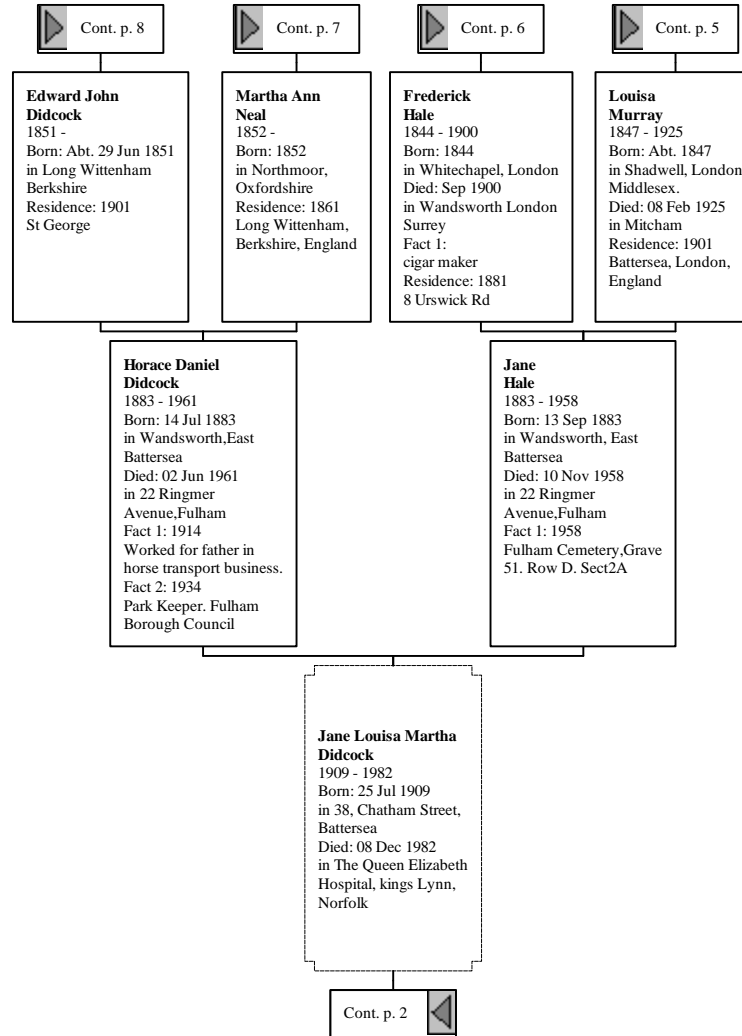 Cont. p. 8
Cont. p. 7
Cont. p. 6
Cont. p. 5
Edward John
Didcock
1851 -
Born: Abt. 29 Jun 1851
in Long Wittenham
Berkshire
Residence: 1901
St George
Martha Ann
Neal
1852 -
Born: 1852
in Northmoor,
Oxfordshire
Residence: 1861
Long Wittenham,
Berkshire, England
Frederick
Hale
1844 - 1900
Born: 1844
in Whitechapel, London
Died: Sep 1900
in Wandsworth London
Surrey
Fact 1:
cigar maker
Residence: 1881
8 Urswick Rd
Louisa
Murray
1847 - 1925
Born: Abt. 1847
in Shadwell, London
Middlesex.
Died: 08 Feb 1925
in Mitcham
Residence: 1901
Battersea, London,
England
Horace Daniel
Didcock
1883 - 1961
Born: 14 Jul 1883
in Wandsworth,East
Battersea
Died: 02 Jun 1961
in 22 Ringmer
Avenue,Fulham
Fact 1: 1914
Worked for father in
horse transport business.
Fact 2: 1934
Park Keeper. Fulham
Borough Council
Jane
Hale
1883 - 1958
Born: 13 Sep 1883
in Wandsworth, East
Battersea
Died: 10 Nov 1958
in 22 Ringmer
Avenue,Fulham
Fact 1: 1958
Fulham Cemetery,Grave
51. Row D. Sect2A
Jane Louisa Martha
Didcock
1909 - 1982
Born: 25 Jul 1909
in 38, Chatham Street,
Battersea
Died: 08 Dec 1982
in The Queen Elizabeth
Hospital, kings Lynn,
Norfolk
Cont. p. 2